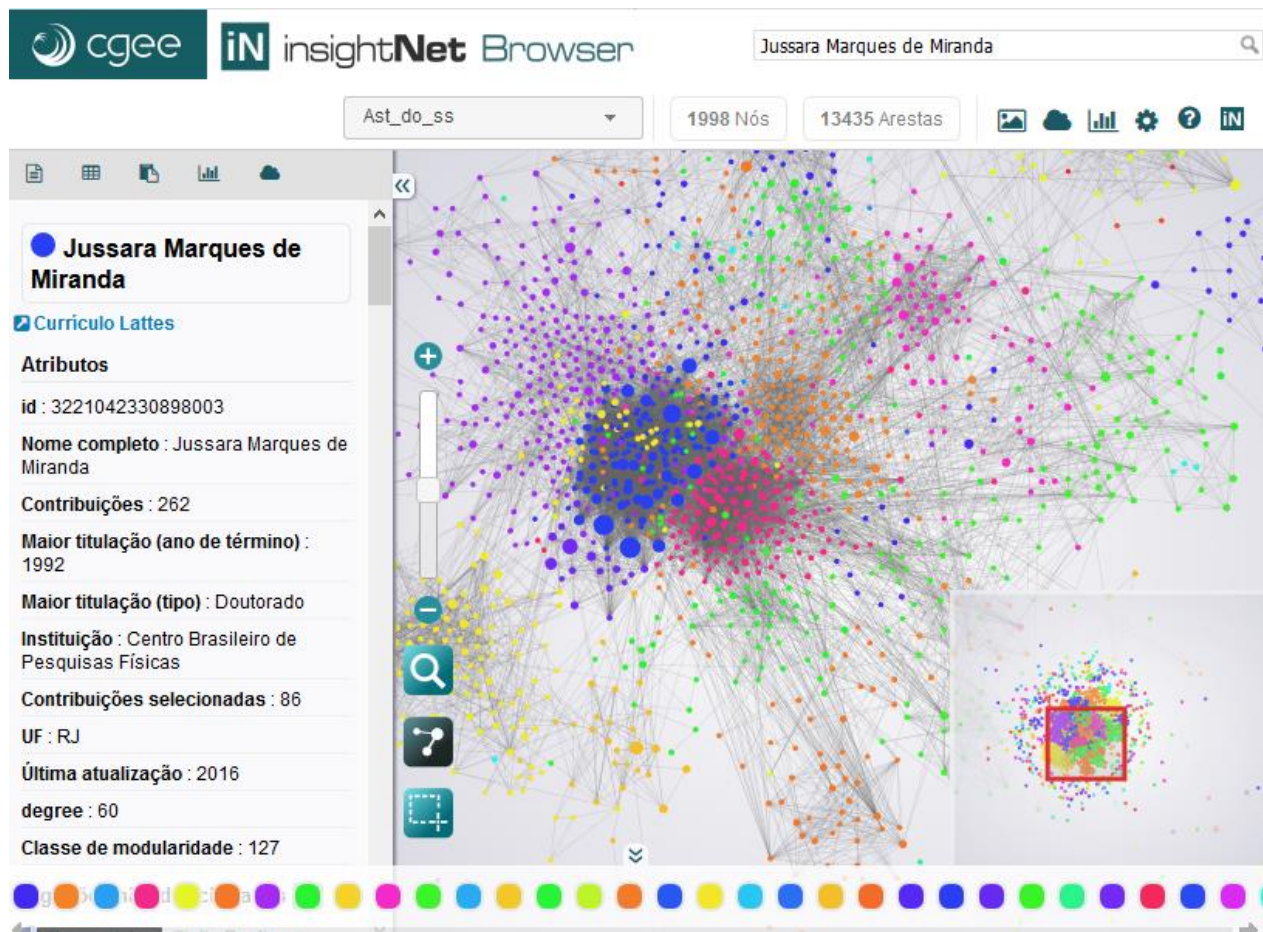 cgee iN insightNet Browser
Jussara Marques de Miranda
Ast_do_ss
1998 Nós
13435 Arestas
iN
Jussara Marques de
Miranda
Currículo Lattes
Atributos
id : 3221042330898003
Nome completo : Jussara Marques de
Miranda
Contribuições : 262
Maior titulação (ano de término) :
1992
Maior titulação (tipo) : Doutorado
Instituição : Centro Brasileiro de
Pesquisas Físicas
Contribuições selecionadas : 86
UF : RJ
Última atualização : 2016
degree : 60
Classe de modularidade : 127